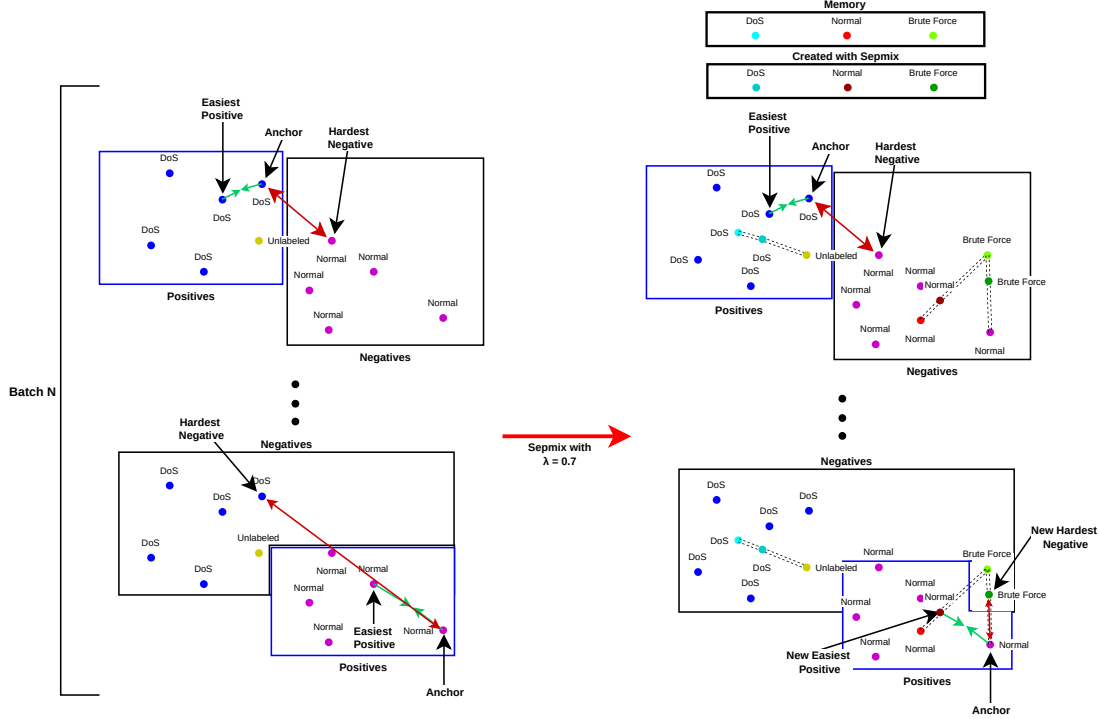 Memory
DoS Normal Brute Force
Created with Sepmix
DoS Normal Brute Force
Batch N
Easiest
Positive
Anchor
Hardest
Negative
DoS
DoS
DoS
DoS
Unlabeled
DoS
Normal
Normal
Normal
Normal
Normal
Positives
Negatives
Hardest
Negative
Negatives
DoS
DoS
DoS
DoS
Unlabeled
DoS
Normal
Normal
Normal
Normal
Normal
Easiest
Positive
Positives
Anchor
Sepmix with
λ = 0.7
Easiest
Positive
Anchor
Hardest
Negative
DoS
DoS
DoS
DoS
DoS
DoS
DoS
Unlabeled
Brute Force
Normal
Normal
Normal
Normal
Brute Force
Normal
Normal
Normal
Positives
Negatives
Negatives
DoS
DoS
DoS
DoS
DoS
DoS
DoS
Unlabeled
New Hardest
Negative
Normal
Brute Force
Normal
Normal
Brute Force
Normal
Normal
Normal
Normal
New Easiest
Positive
Positives
Anchor